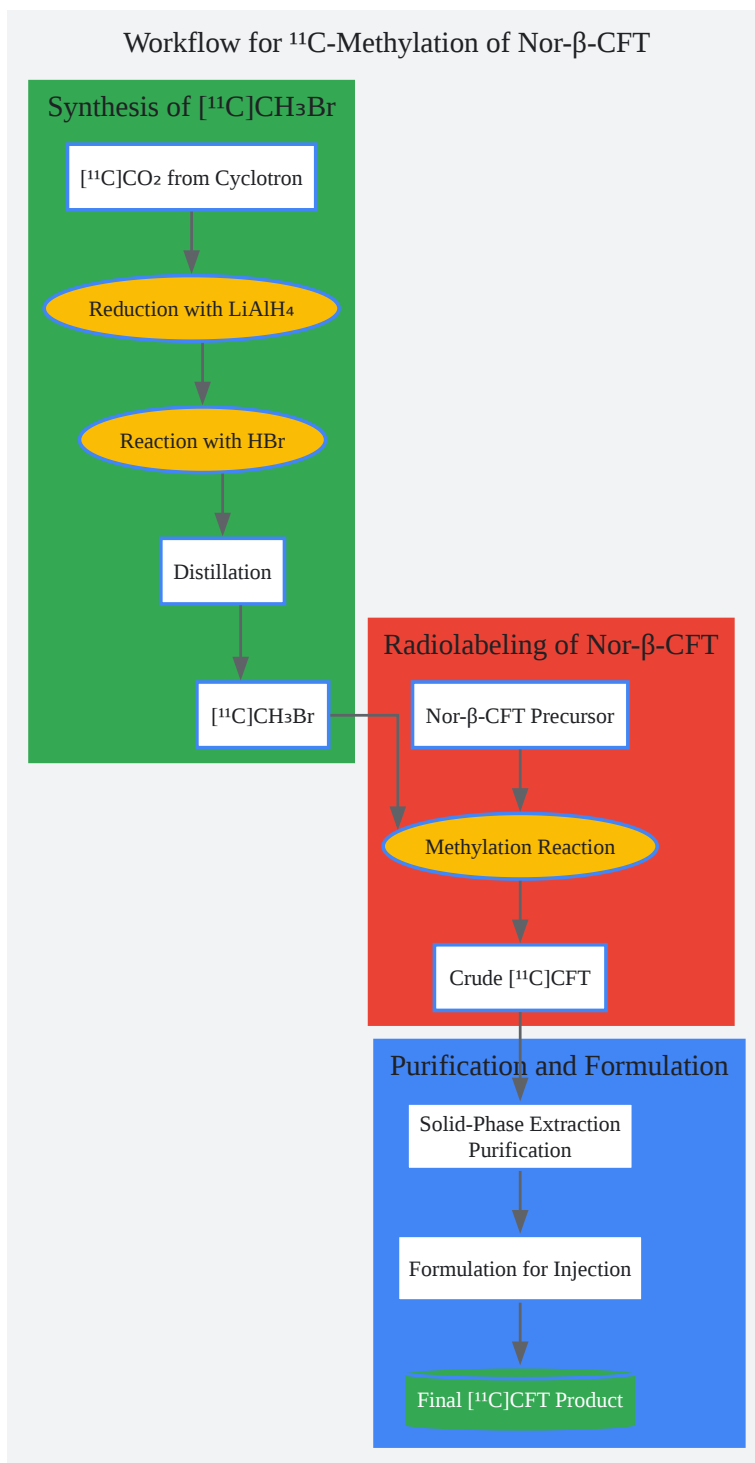 Workflow for ¹¹C-Methylation of Nor-β-CFT
Synthesis of [¹¹C]CH₃Br
[¹¹C]CO₂ from Cyclotron
Reduction with LiAlH₄
Reaction with HBr
Distillation
[¹¹C]CH₃Br
Radiolabeling of Nor-β-CFT
Nor-β-CFT Precursor
Methylation Reaction
Crude [¹¹C]CFT
Purification and Formulation
Solid-Phase Extraction
Purification
Formulation for Injection
Final [¹¹C]CFT Product